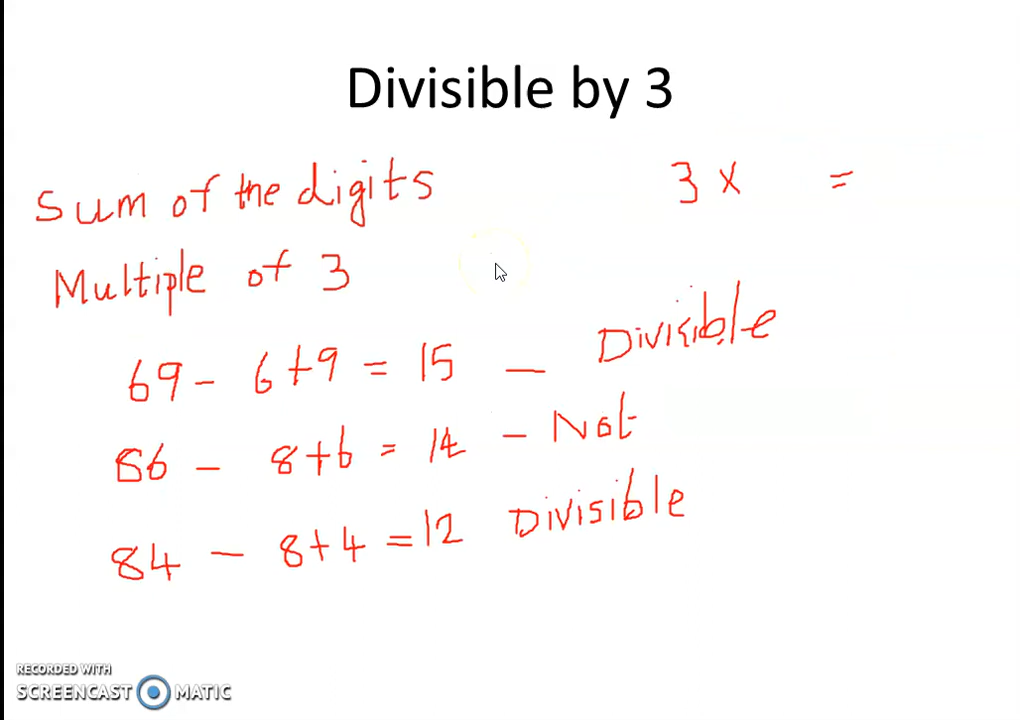 Divisible by 3
Sum of the digits
3 x =
Multiple of 3
69 - 6+9 = 15 - Divisible
86 - 8+6 = 14 - Not
84 - 8+4 = 12 Divisible
RECORDED WITH
SCREENCAST MATIC